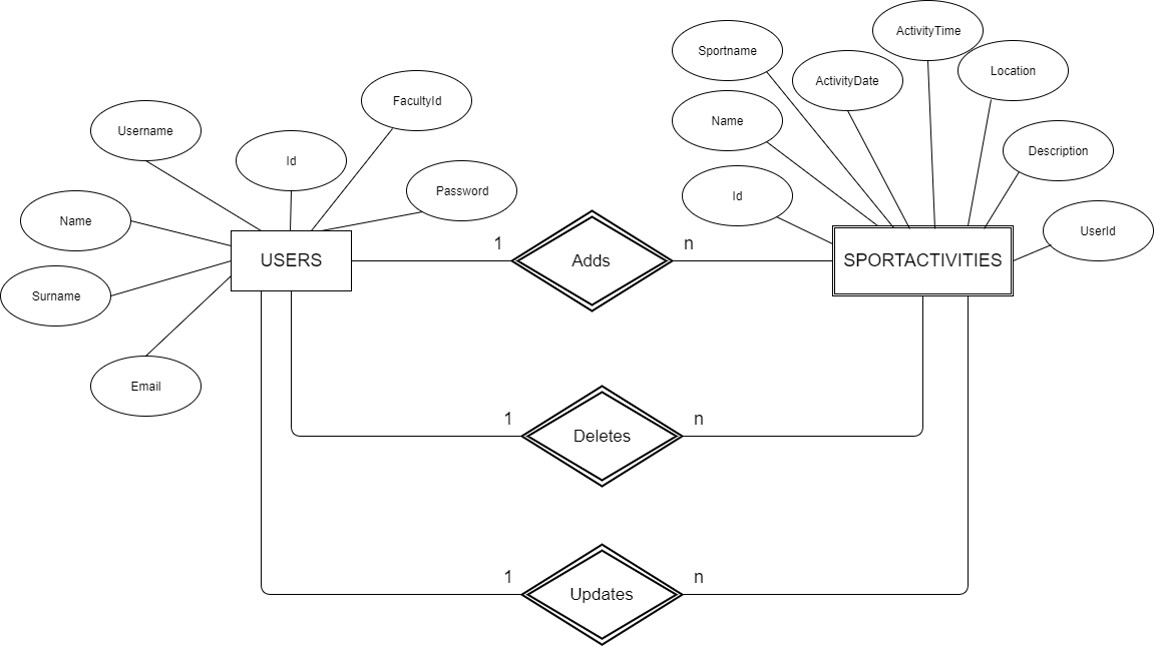 ActivityTime
Sportname
Location
ActivityDate
FacultyId
Username
Name
Description
Id
Password
Id
Name
UserId
1
n
USERS
Adds
SPORTACTIVITIES
Surname
Email
1
n
Deletes
1
n
Updates